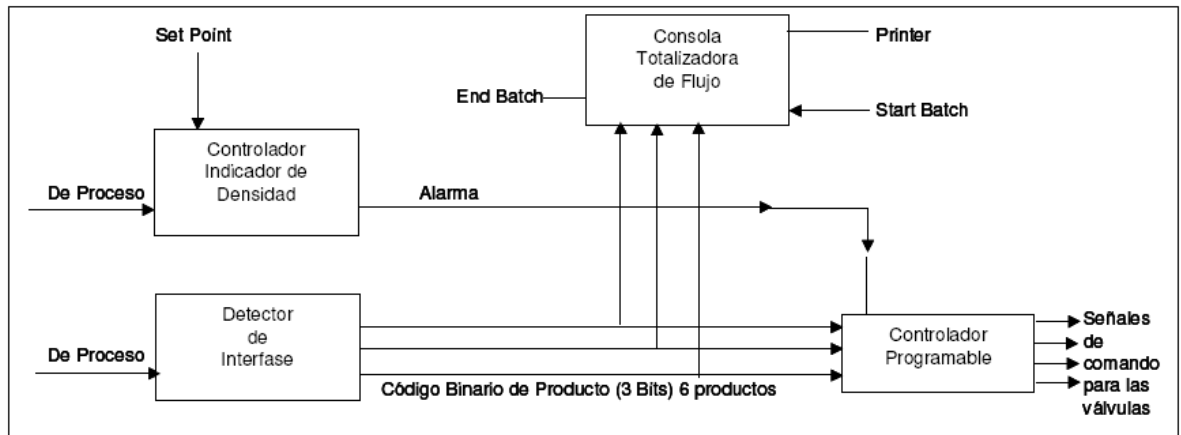 Set Point
Consola
Totalizadora
de Flujo
Printer
End Batch
Start Batch
Controlador
Indicador de
Densidad
De Proceso
Alarma
Detector
de
Interfase
De Proceso
Código Binario de Producto (3 Bits) 6 productos
Controlador
Programable
Señales
de
comando
para las
válvulas